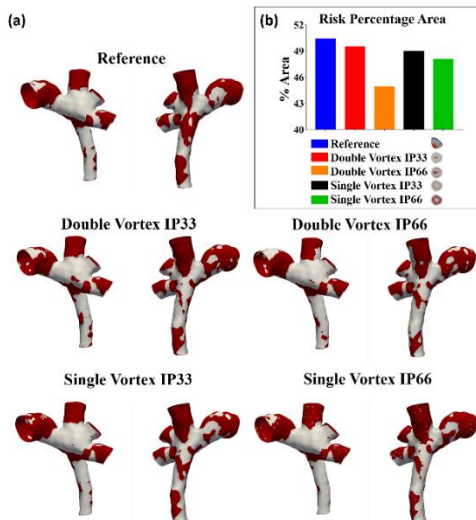 (a)
Reference
(b)
Risk Percentage Area
% Area
52
49
46
43
40
Reference
Double Vortex IP33
Double Vortex IP66
Single Vortex IP33
Single Vortex IP66
Double Vortex IP33
Double Vortex IP66
Single Vortex IP33
Single Vortex IP66